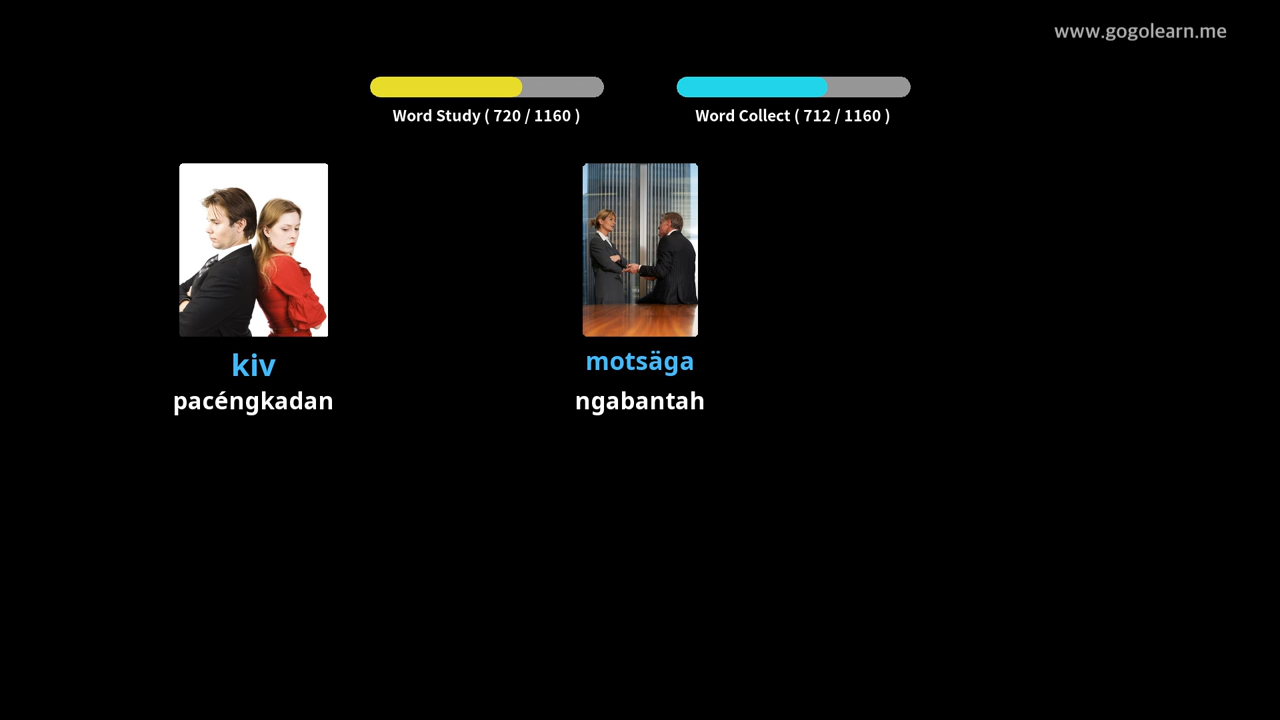 www.gogolearn.me
Word Study ( 720 / 1160 )
Word Collect ( 712 / 1160 )
kiv
motsäga
pacéngkadan
ngabantah